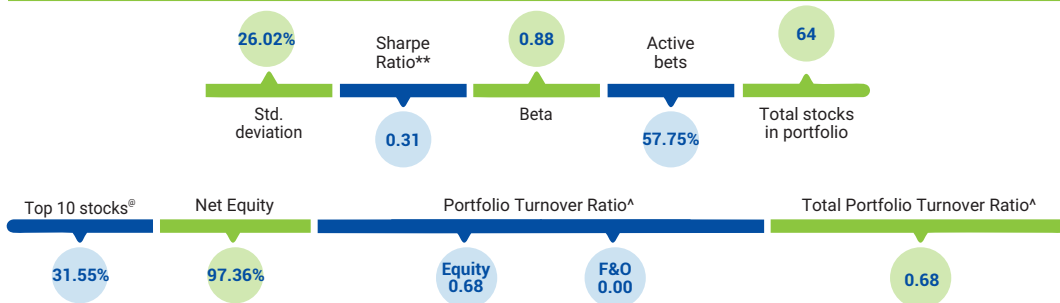 26.02%
Std.
deviation
Sharpe
Ratio**
0.31
0.88
Beta
Active
bets
57.75%
64
Total stocks
in portfolio
Top 10 stocks@
31.55%
Net Equity
97.36%
Portfolio Turnover Ratio^
Equity
0.68
F&O
0.00
Total Portfolio Turnover Ratio^
0.68